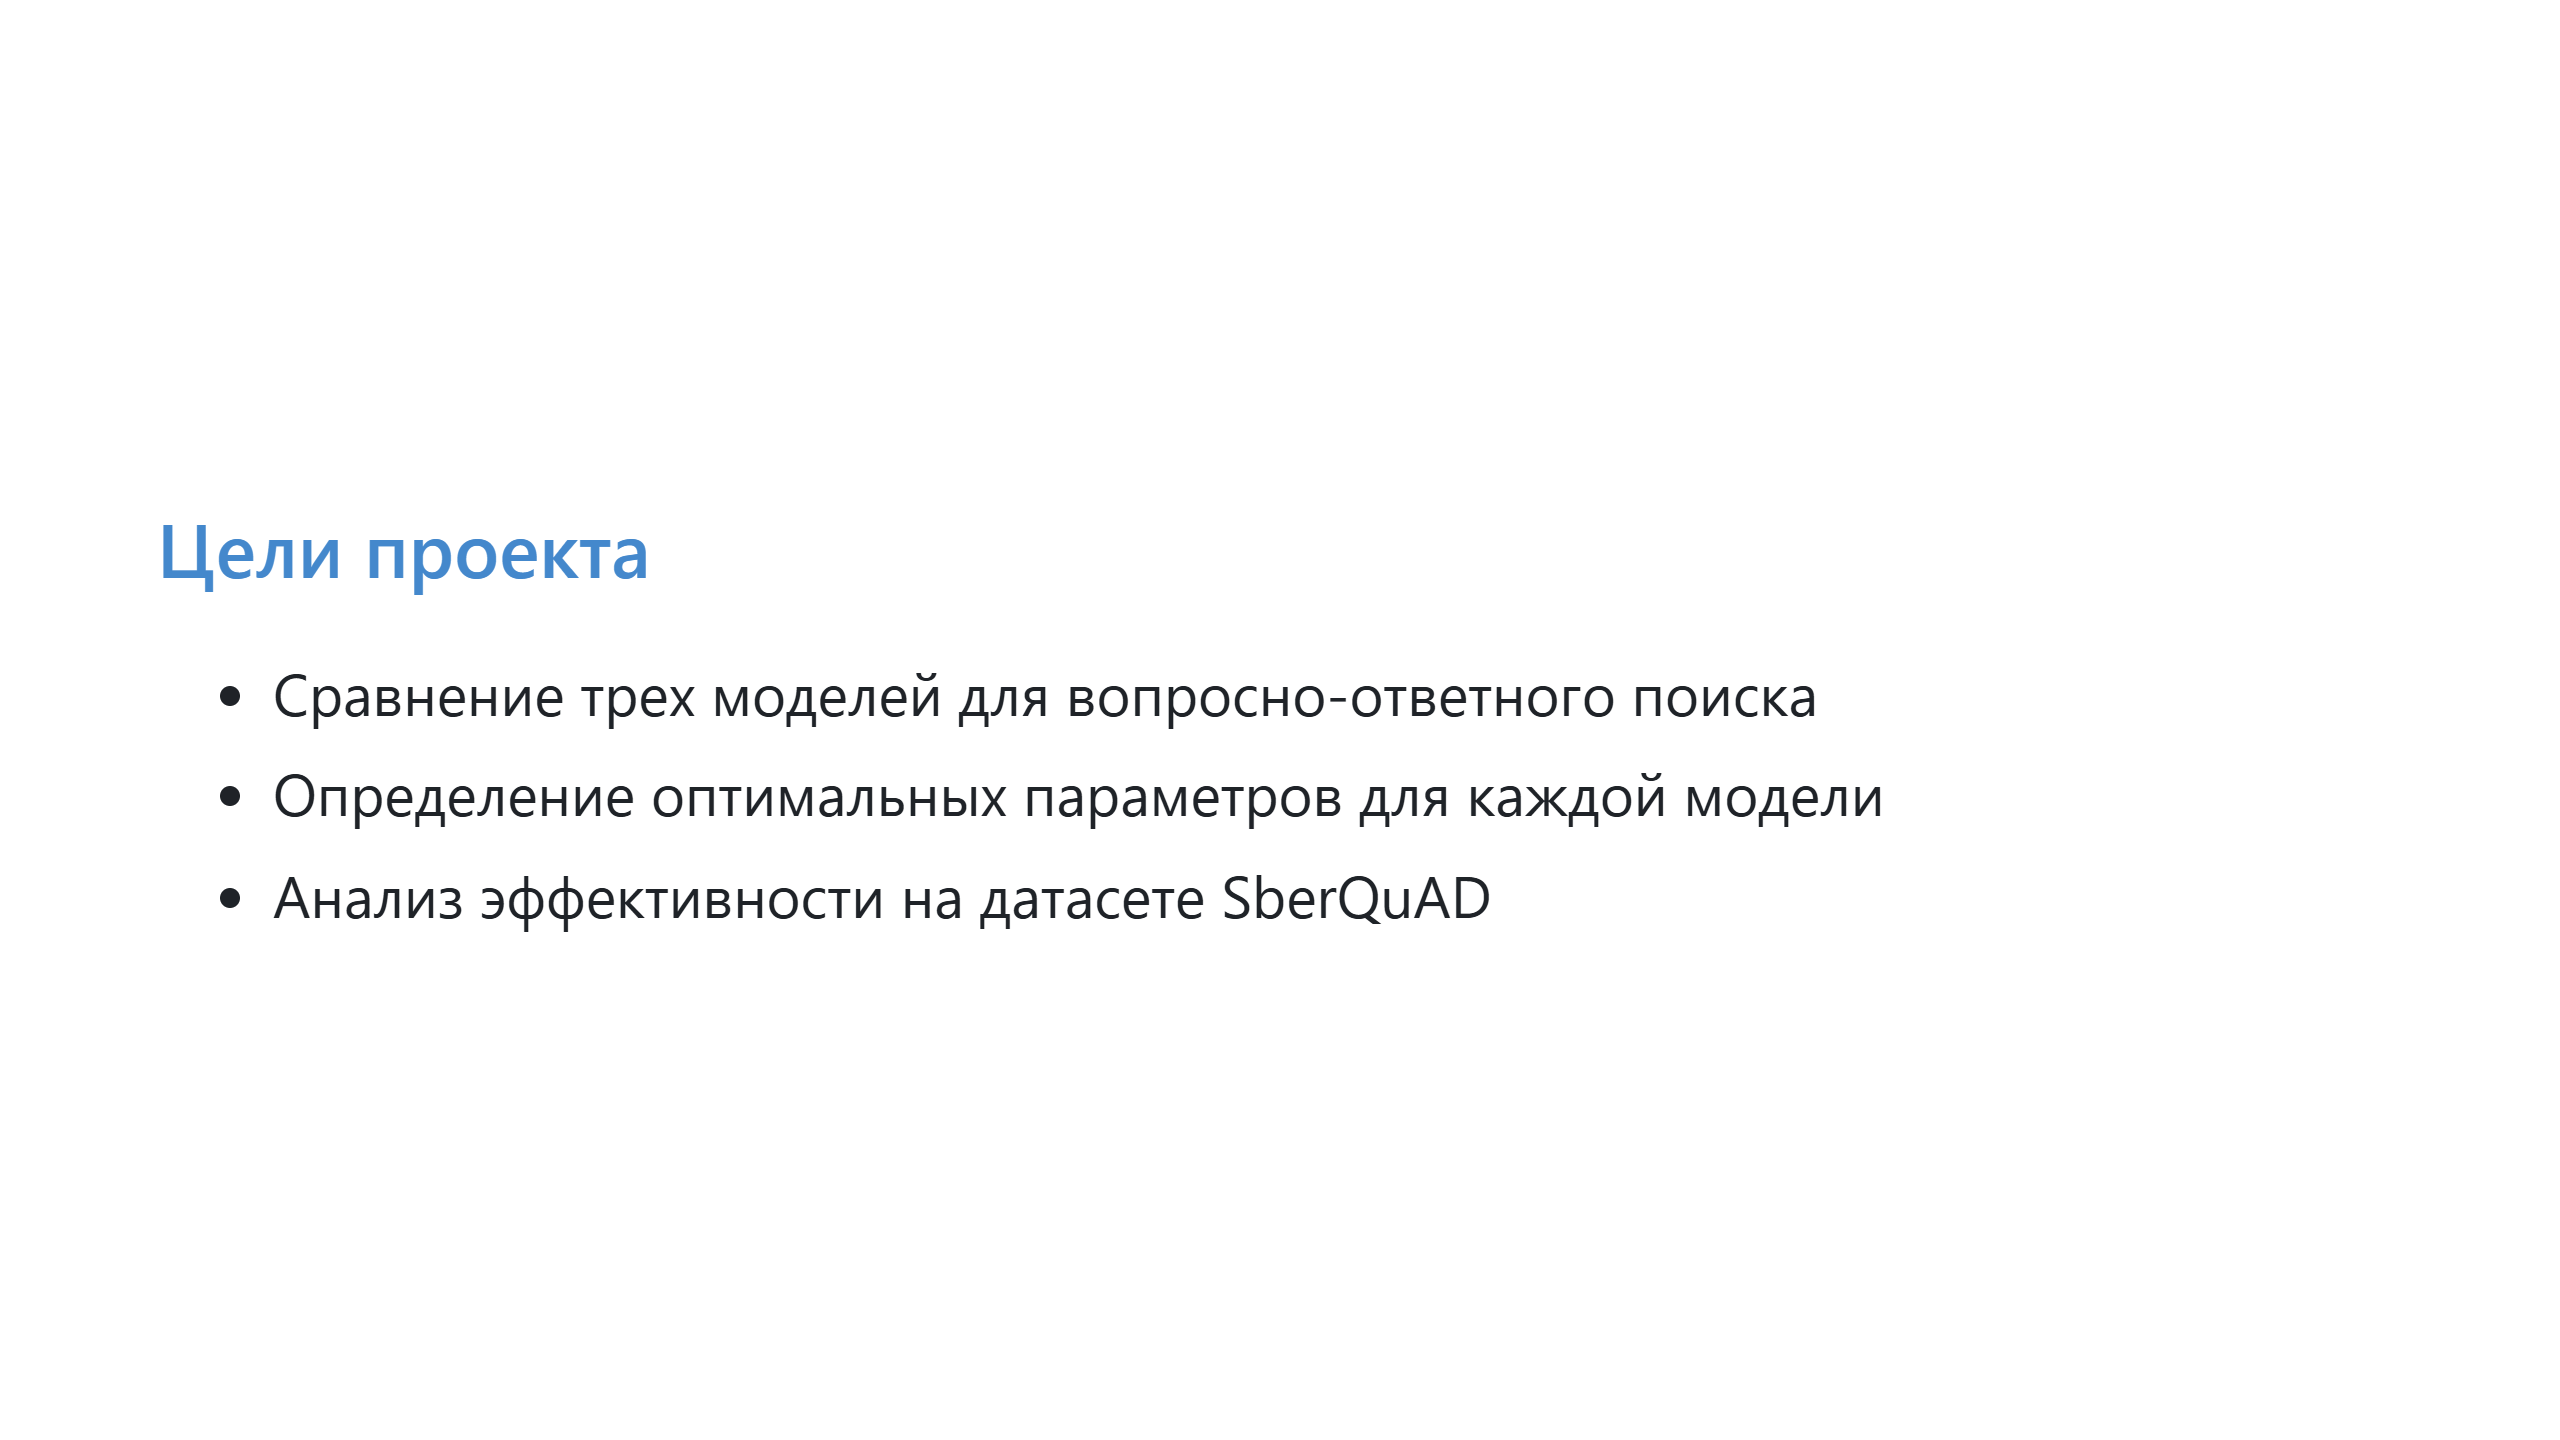 Цели проекта
• Сравнение трех моделей для вопросно-ответного поиска
• Определение оптимальных параметров для каждой модели
• Анализ эффективности на датасете SberQuAD